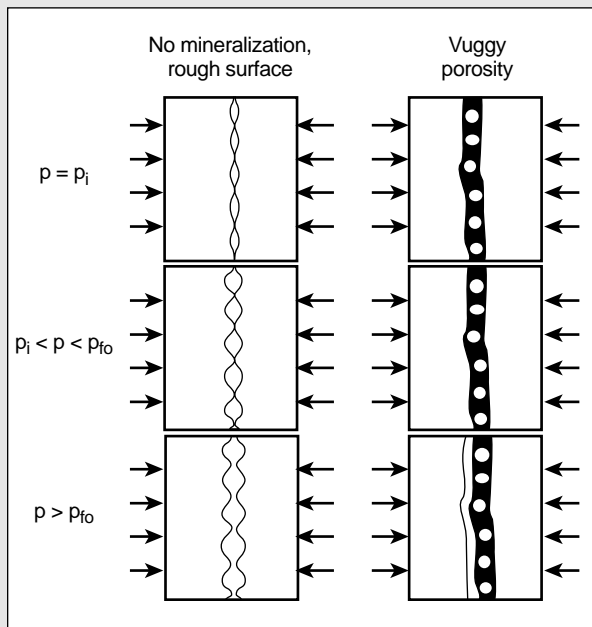 No mineralization,
rough surface
Vuggy
porosity
p = pi
pi < p < pfo
p > pfo